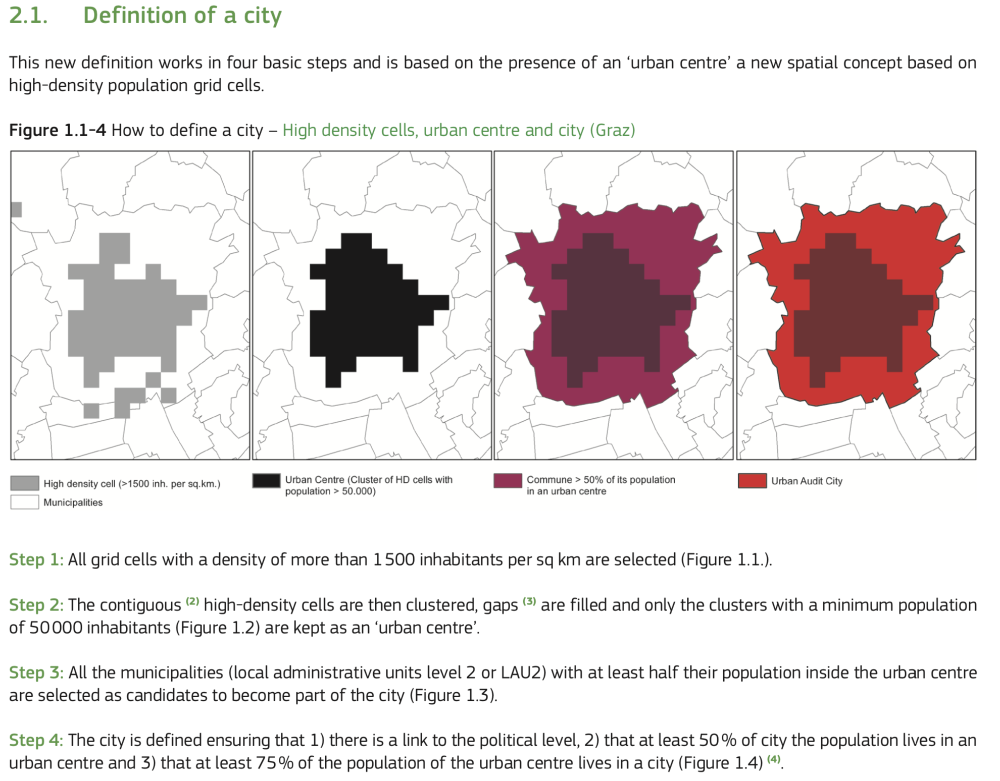 2.1. Definition of a city
This new definition works in four basic steps and is based on the presence of an ‘urban centre’ a new spatial concept based on
high-density population grid cells.
Figure 1.1-4 How to define a city – High density cells, urban centre and city (Graz)
High density cell (>1500 inh. per sq.km.)
Municipalities
Urban Centre (Cluster of HD cells with
population > 50.000)
Commune > 50% of its population
in an urban centre
Urban Audit City
Step 1: All grid cells with a density of more than 1 500 inhabitants per sq km are selected (Figure 1.1.).
Step 2: The contiguous (2) high-density cells are then clustered, gaps (3) are filled and only the clusters with a minimum population
of 50 000 inhabitants (Figure 1.2) are kept as an ‘urban centre’.
Step 3: All the municipalities (local administrative units level 2 or LAU2) with at least half their population inside the urban centre
are selected as candidates to become part of the city (Figure 1.3).
Step 4: The city is defined ensuring that 1) there is a link to the political level, 2) that at least 50 % of city the population lives in an
urban centre and 3) that at least 75 % of the population of the urban centre lives in a city (Figure 1.4) (4).